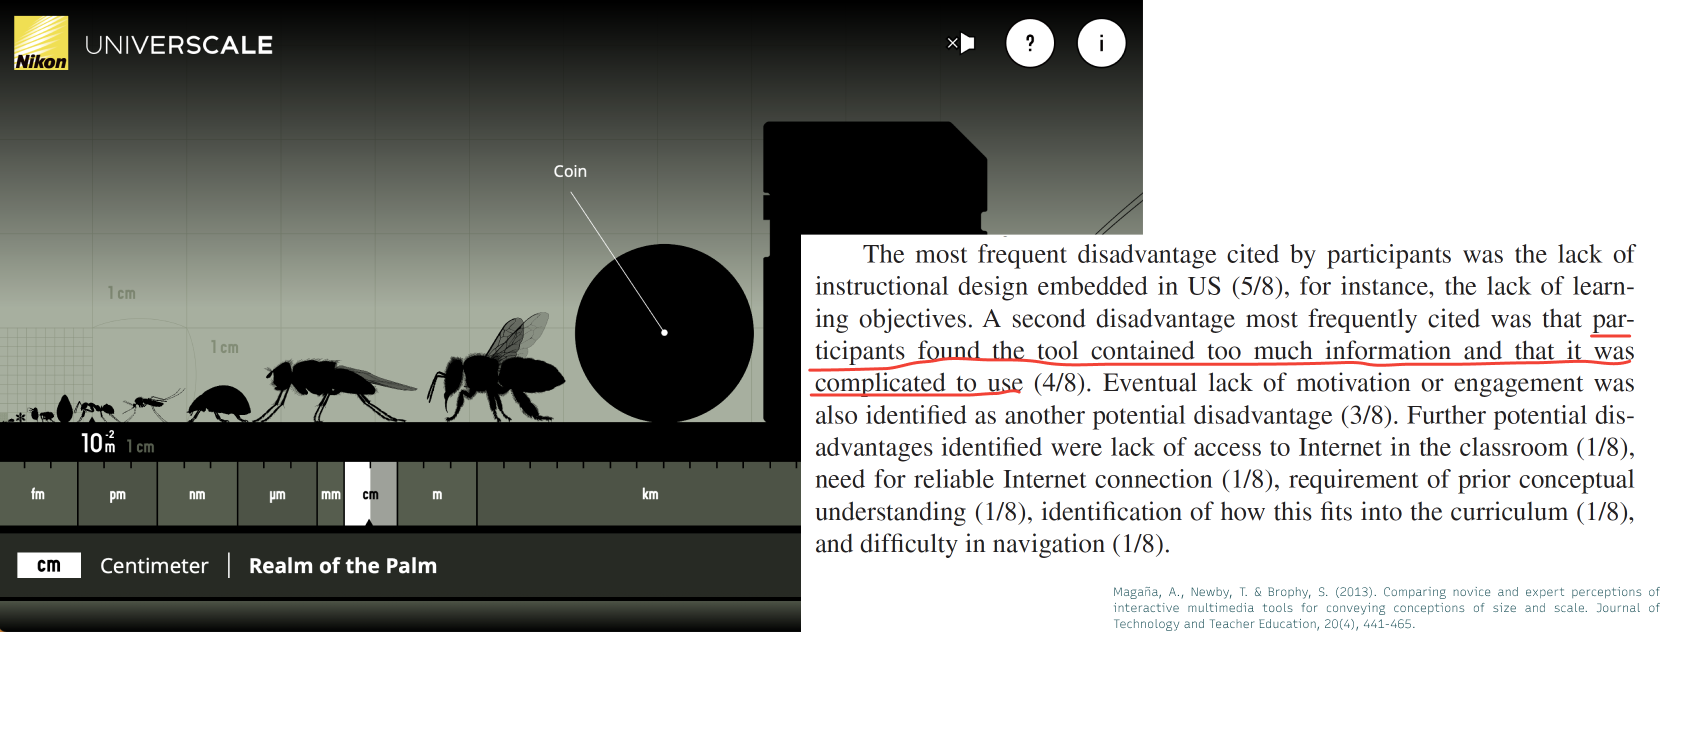 Nikon
UNIVERSCALE
?
i
Coin
1 cm
1 cm
10-2 m 1 cm
fm pm nm µm mm cm m km
cm Centimeter | Realm of the Palm
The most frequent disadvantage cited by participants was the lack of
instructional design embedded in US (5/8), for instance, the lack of learn-
ing objectives. A second disadvantage most frequently cited was that par-
ticipants found the tool contained too much information and that it was
complicated to use (4/8). Eventual lack of motivation or engagement was
also identified as another potential disadvantage (3/8). Further potential dis-
advantages identified were lack of access to Internet in the classroom (1/8),
need for reliable Internet connection (1/8), requirement of prior conceptual
understanding (1/8), identification of how this fits into the curriculum (1/8),
and difficulty in navigation (1/8).
Magaña, A., Newby, T. & Brophy, S. (2013). Comparing novice and expert perceptions of
interactive multimedia tools for conveying conceptions of size and scale. Journal of
Technology and Teacher Education, 20(4), 441-465.